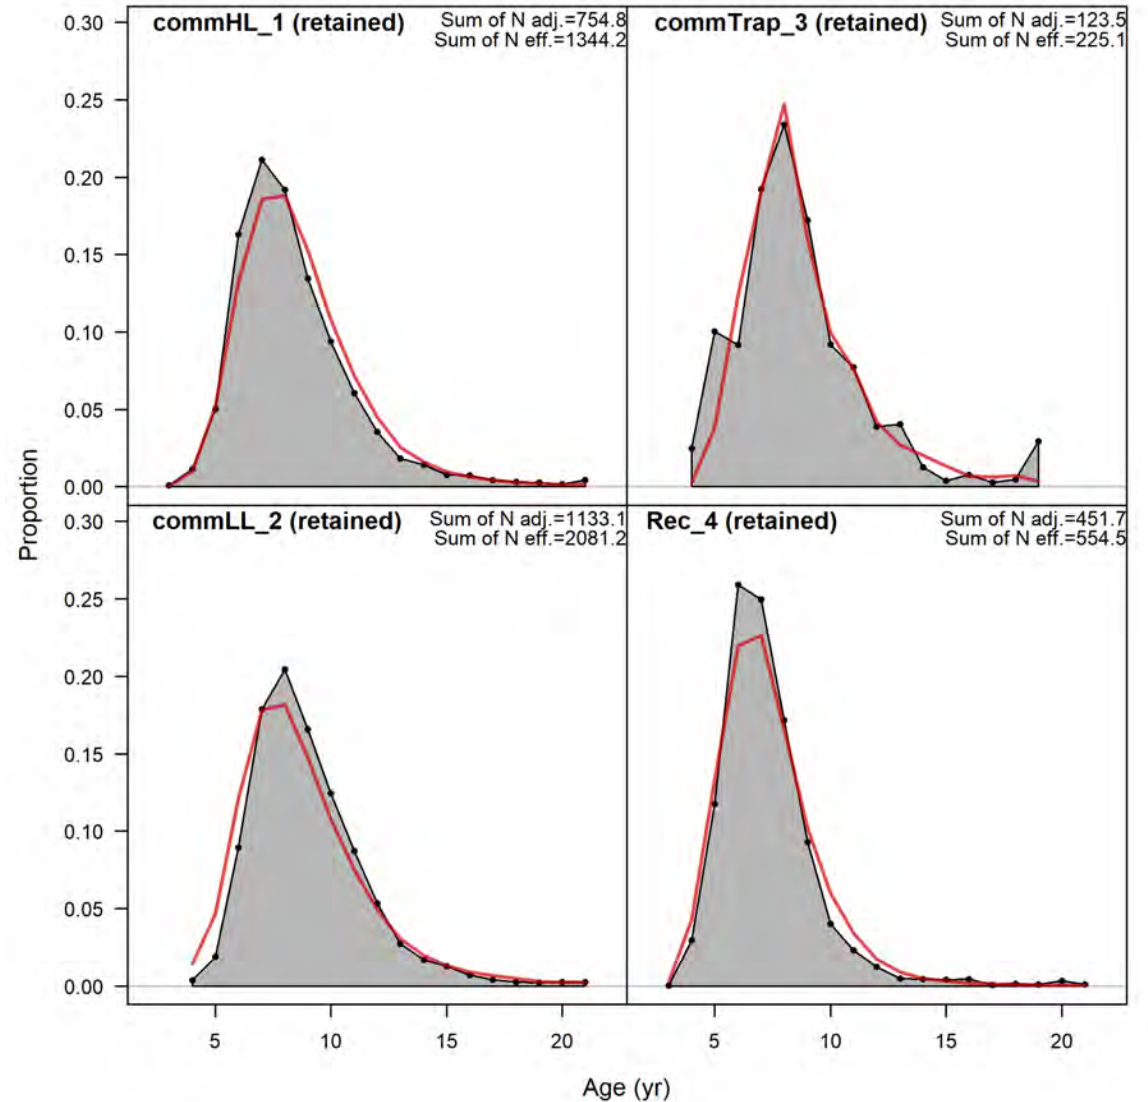 commHL_1 (retained)
Sum of N adj.=754.8
Sum of N eff.=1344.2
commTrap_3 (retained)
Sum of N adj.=123.5
Sum of N eff.=225.1
0.30
0.25
0.20
0.15
0.10
0.05
0.00
commLL_2 (retained)
Sum of N adj.=1133.1
Sum of N eff.=2081.2
Rec_4 (retained)
Sum of N adj.=451.7
Sum of N eff.=554.5
0.30
0.25
0.20
0.15
0.10
0.05
0.00
Proportion
5 10 15 20 5 10 15 20
Age (yr)